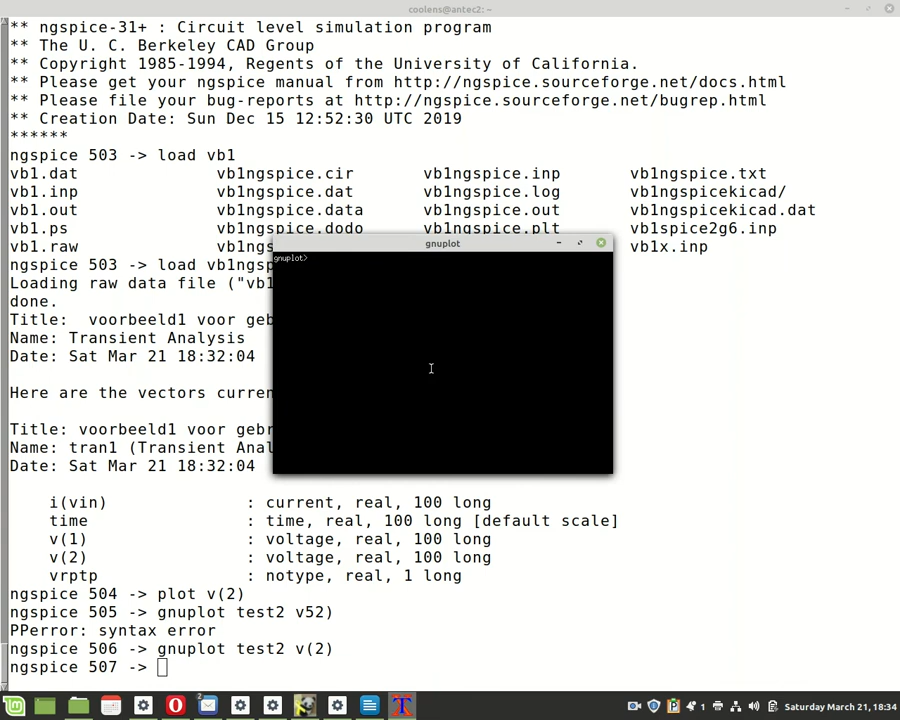 coolens@antec2: ~
** ngspice-31+ : Circuit level simulation program
** The U. C. Berkeley CAD Group
** Copyright 1985-1994, Regents of the University of California.
** Please get your ngspice manual from http://ngspice.sourceforge.net/docs.html
** Please file your bug-reports at http://ngspice.sourceforge.net/bugrep.html
** Creation Date: Sun Dec 15 12:52:30 UTC 2019
******
ngspice 503 -> load vb1
vb1.dat vb1ngspice.cir vb1ngspice.inp vb1ngspice.txt
vb1.inp vb1ngspice.dat vb1ngspice.log vb1ngspicekicad/
vb1.out vb1ngspice.data vb1ngspice.out vb1ngspicekicad.dat
vb1.ps vb1ngspice.dodo vb1ngspice.plt vb1spice2g6.inp
vb1.raw vb1x.inp
ngspice 503 -> load vb1ngsp
Loading raw data file ("vb1
done.
Title: voorbeeld1 voor geb
Name: Transient Analysis
Date: Sat Mar 21 18:32:04
Here are the vectors curren
Title: voorbeeld1 voor geb
Name: tran1 (Transient Anal
Date: Sat Mar 21 18:32:04
i(vin) : current, real, 100 long
time : time, real, 100 long [default scale]
v(1) : voltage, real, 100 long
v(2) : voltage, real, 100 long
vrptp : notype, real, 1 long
ngspice 504 -> plot v(2)
ngspice 505 -> gnuplot test2 v52)
PPerror: syntax error
ngspice 506 -> gnuplot test2 v(2)
ngspice 507 ->
gnuplot
gnuplot>
1 Saturday March 21, 18:34